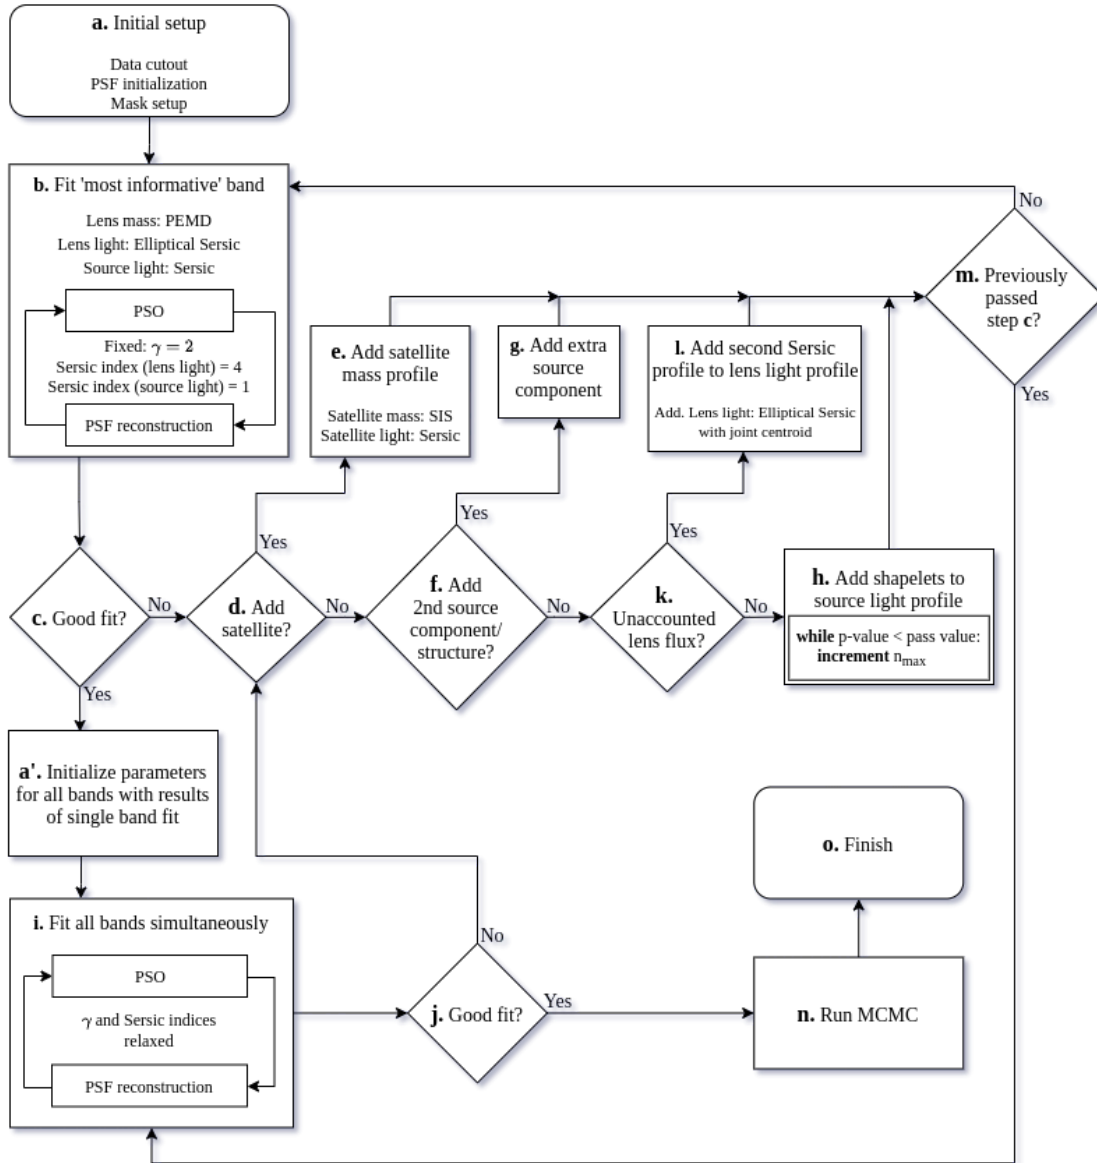 a. Initial setup
Data cutout
PSF initialization
Mask setup
b. Fit 'most informative' band
Lens mass: PEMD
Lens light: Elliptical Sersic
Source light: Sersic
PSO
Fixed: γ = 2
Sersic index (lens light) = 4
Sersic index (source light) = 1
PSF reconstruction
e. Add satellite
mass profile
Satellite mass: SIS
Satellite light: Sersic
g. Add extra
source
component
l. Add second Sersic
profile to lens light profile
Add. Lens light: Elliptical Sersic
with joint centroid
No
m. Previously
passed
step c?
Yes
c. Good fit?
No
Yes
Yes
d. Add
satellite?
No
Yes
f. Add
2nd source
component/
structure?
No
Yes
k.
Unaccounted
lens flux?
No
h. Add shapelets to
source light profile
while p-value < pass value:
increment nmax
a'. Initialize parameters
for all bands with results
of single band fit
i. Fit all bands simultaneously
PSO
γ and Sersic indices
relaxed
PSF reconstruction
No
j. Good fit?
Yes
n. Run MCMC
o. Finish